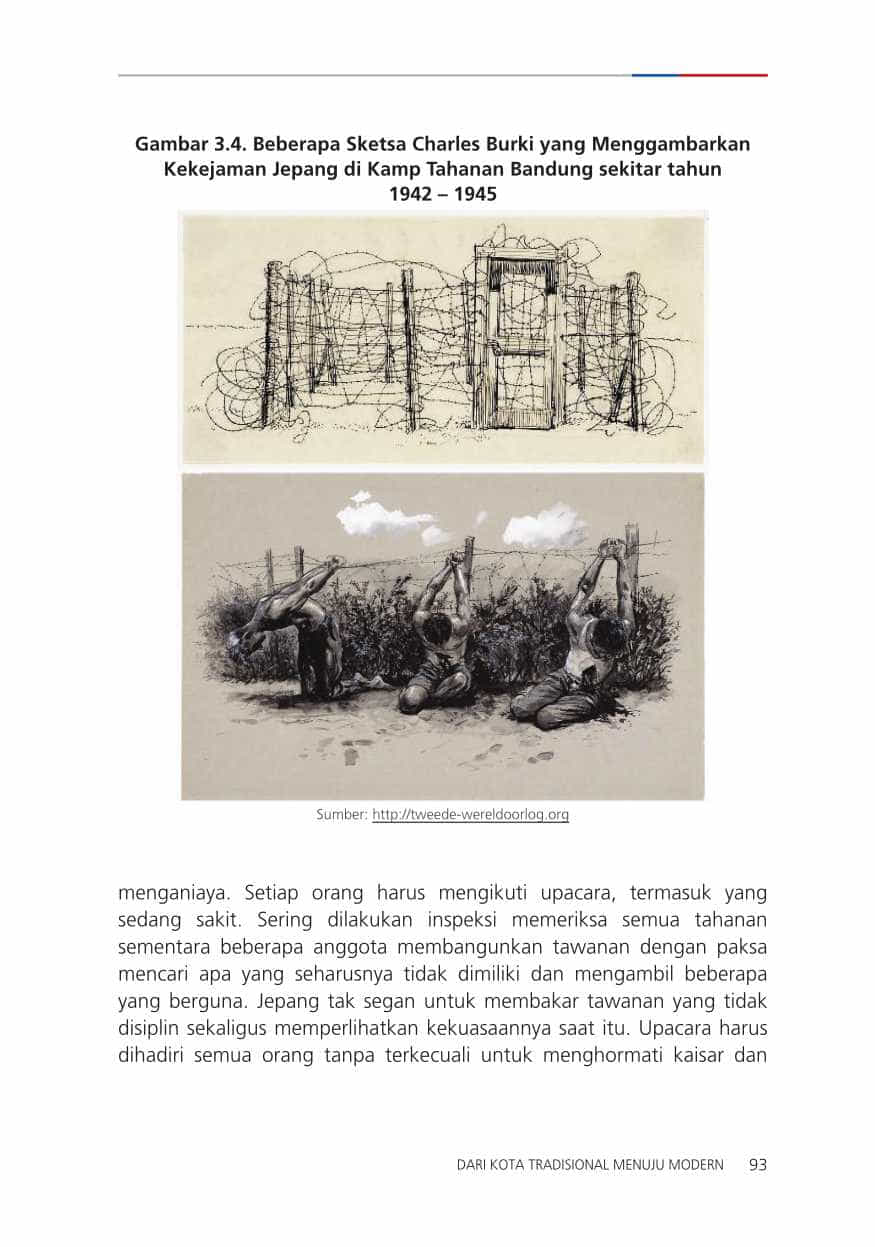 Gambar 3.4. Beberapa Sketsa Charles Burki yang Menggambarkan
Kekejaman Jepang di Kamp Tahanan Bandung sekitar tahun
1942 – 1945
Sumber: http://tweede-wereldoorlog.org
menganiaya. Setiap orang harus mengikuti upacara, termasuk yang
sedang sakit. Sering dilakukan inspeksi memeriksa semua tahanan
sementara beberapa anggota membangunkan tawanan dengan paksa
mencari apa yang seharusnya tidak dimiliki dan mengambil beberapa
yang berguna. Jepang tak segan untuk membakar tawanan yang tidak
disiplin sekaligus memperlihatkan kekuasaannya saat itu. Upacara harus
dihadiri semua orang tanpa terkecuali untuk menghormati kaisar dan
DARI KOTA TRADISIONAL MENUJU MODERN 93